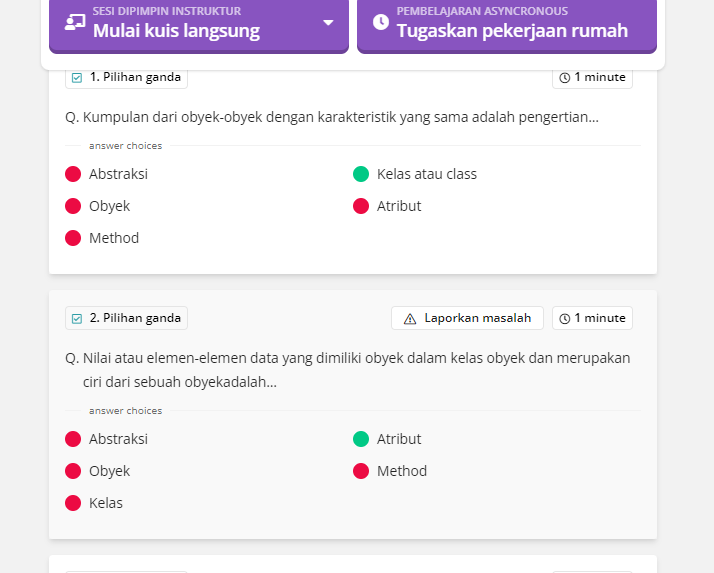 SESI DIPIMPIN INSTRUKTUR
Mulai kuis langsung
PEMBELAJARAN ASYNCRONOUS
Tugaskan pekerjaan rumah
1. Pilihan ganda
1 minute
Q. Kumpulan dari obyek-obyek dengan karakteristik yang sama adalah pengertian...
answer choices
Abstraksi
Kelas atau class
Obyek
Atribut
Method
2. Pilihan ganda
Laporkan masalah
1 minute
Q. Nilai atau elemen-elemen data yang dimiliki obyek dalam kelas obyek dan merupakan
ciri dari sebuah obyekadalah...
answer choices
Abstraksi
Atribut
Obyek
Method
Kelas